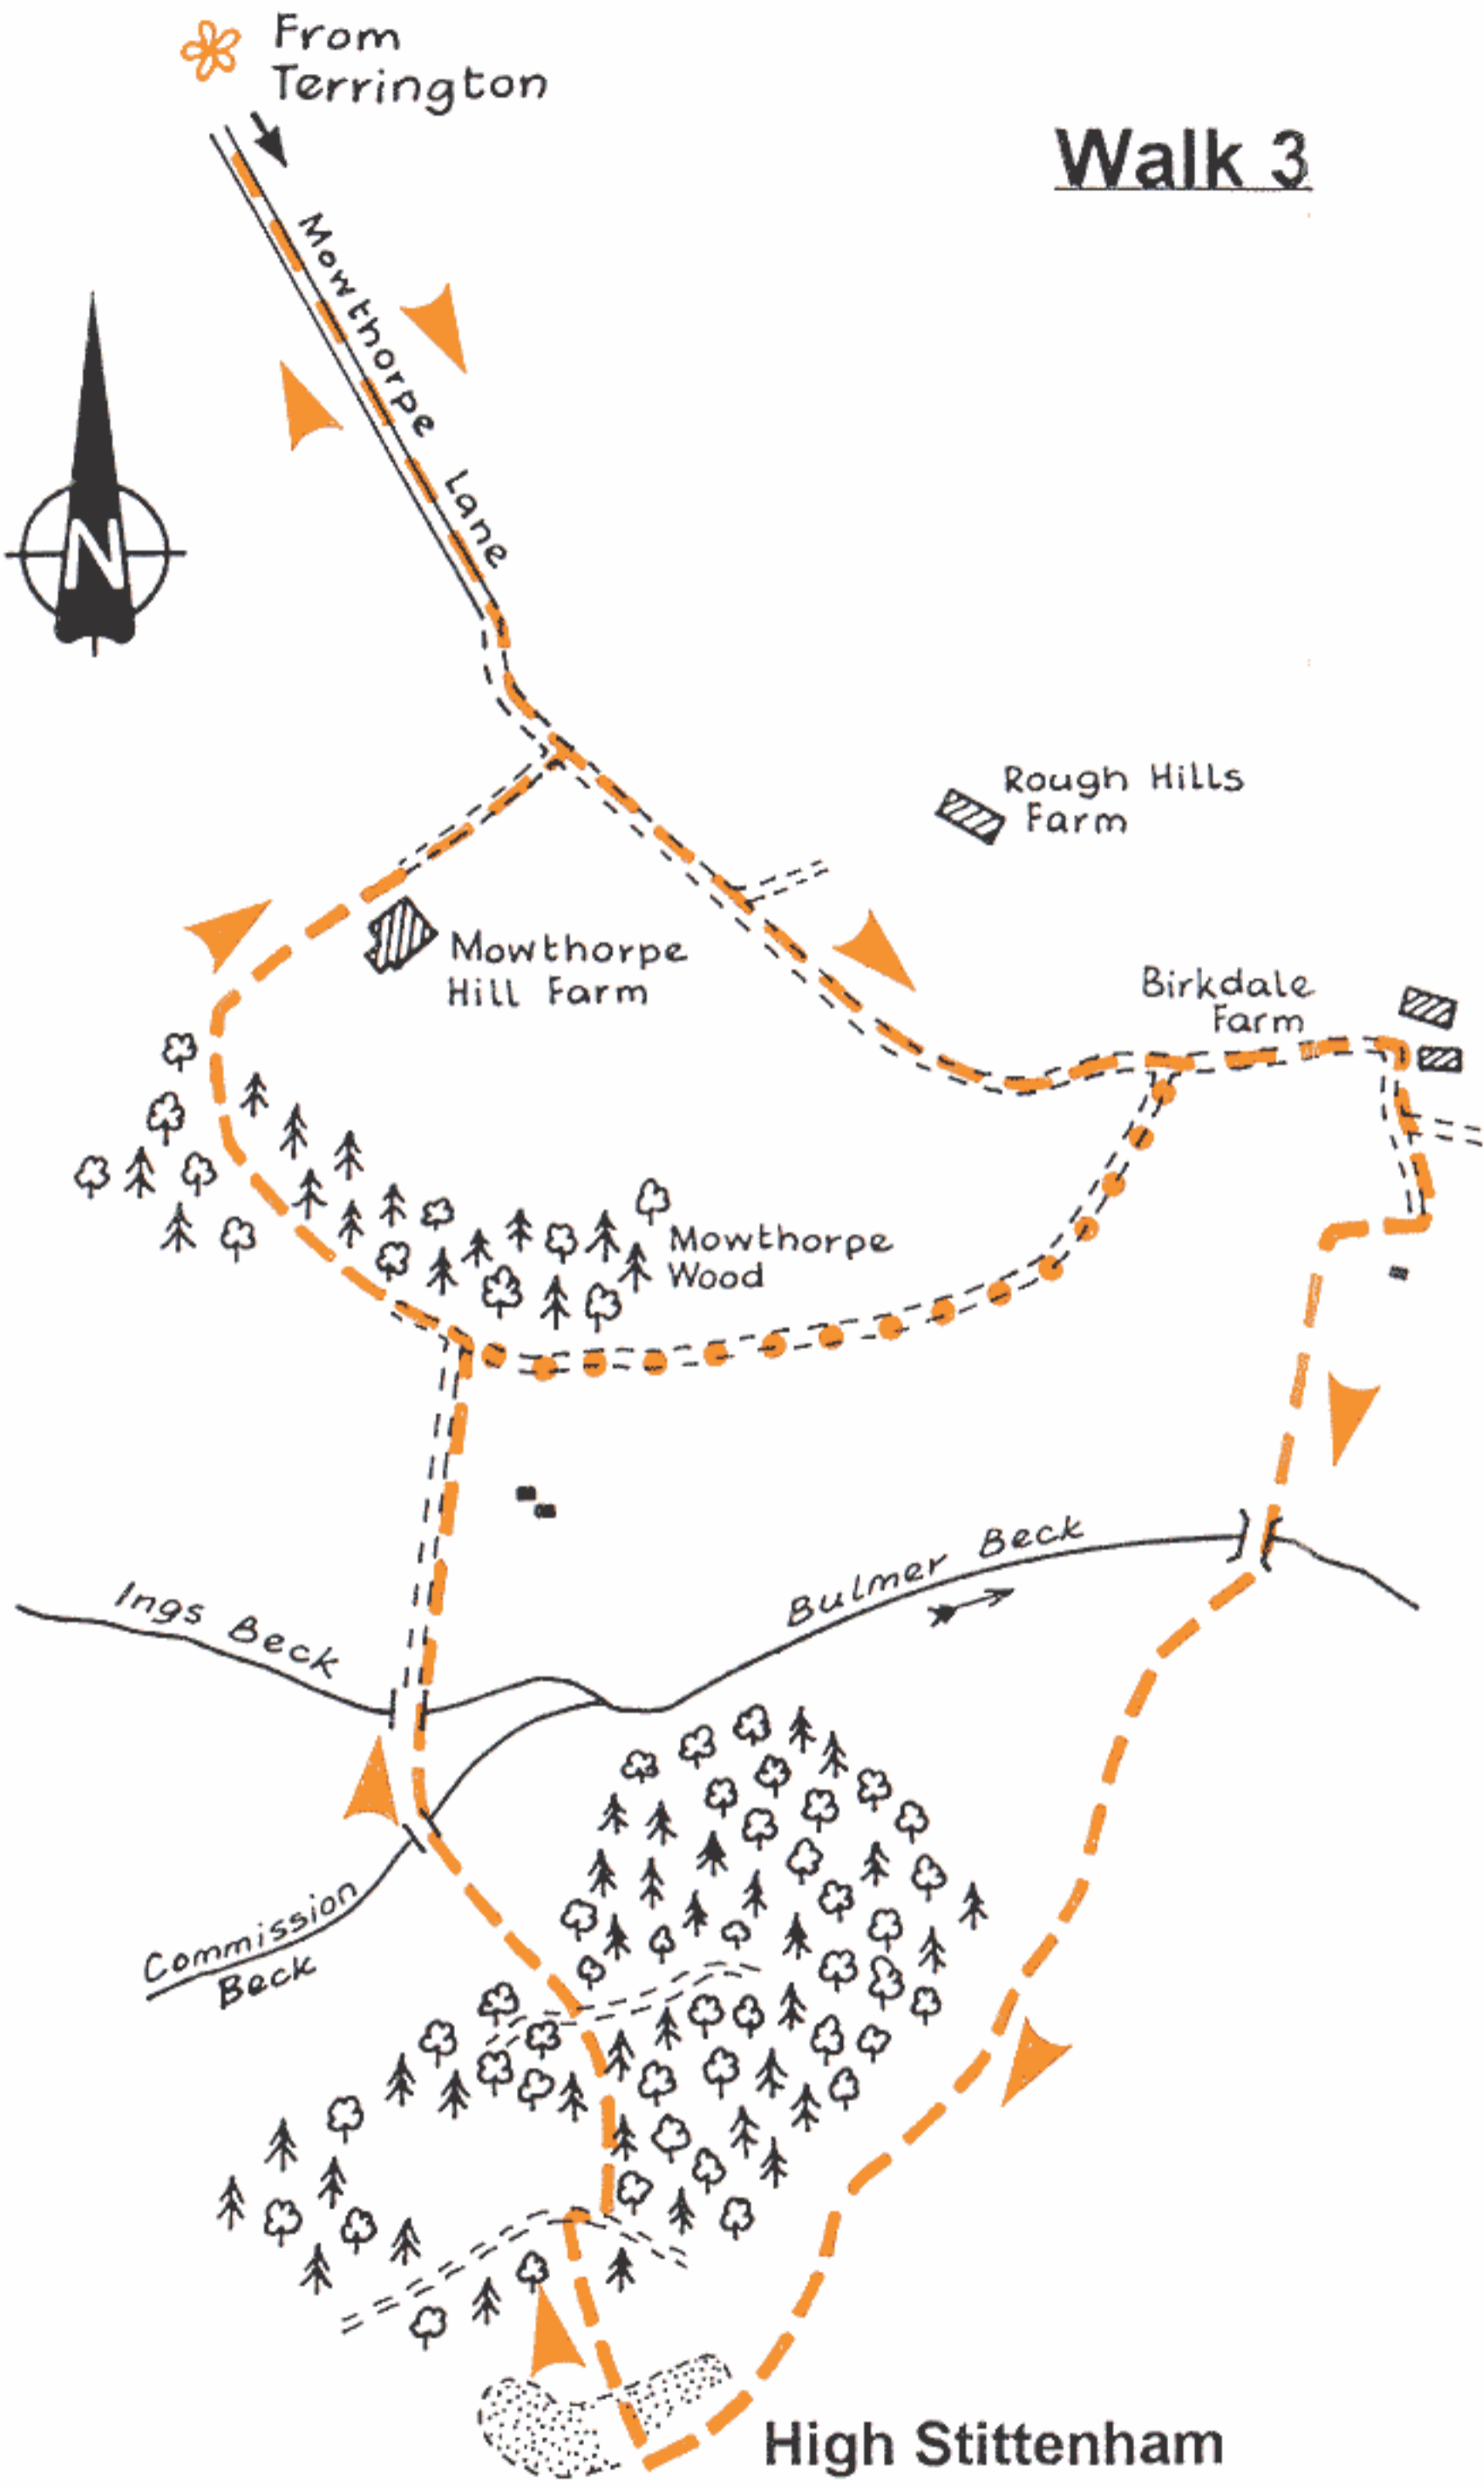 From
Terrington
Walk 3
Mowthorpe Lane
N
Rough Hills
Farm
Mowthorpe
Hill Farm
Birkdale
Farm
Mowthorpe
Wood
Bulmer Beck
Ings Beck
Commission
Beck
High Stittenham